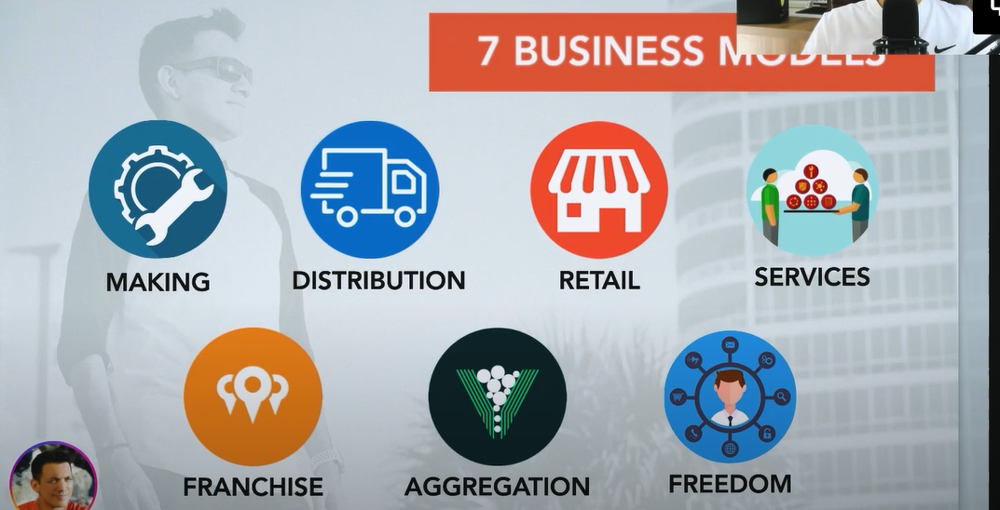 7 BUSINESS MODELS
MAKING
DISTRIBUTION
RETAIL
SERVICES
FRANCHISE
AGGREGATION
FREEDOM